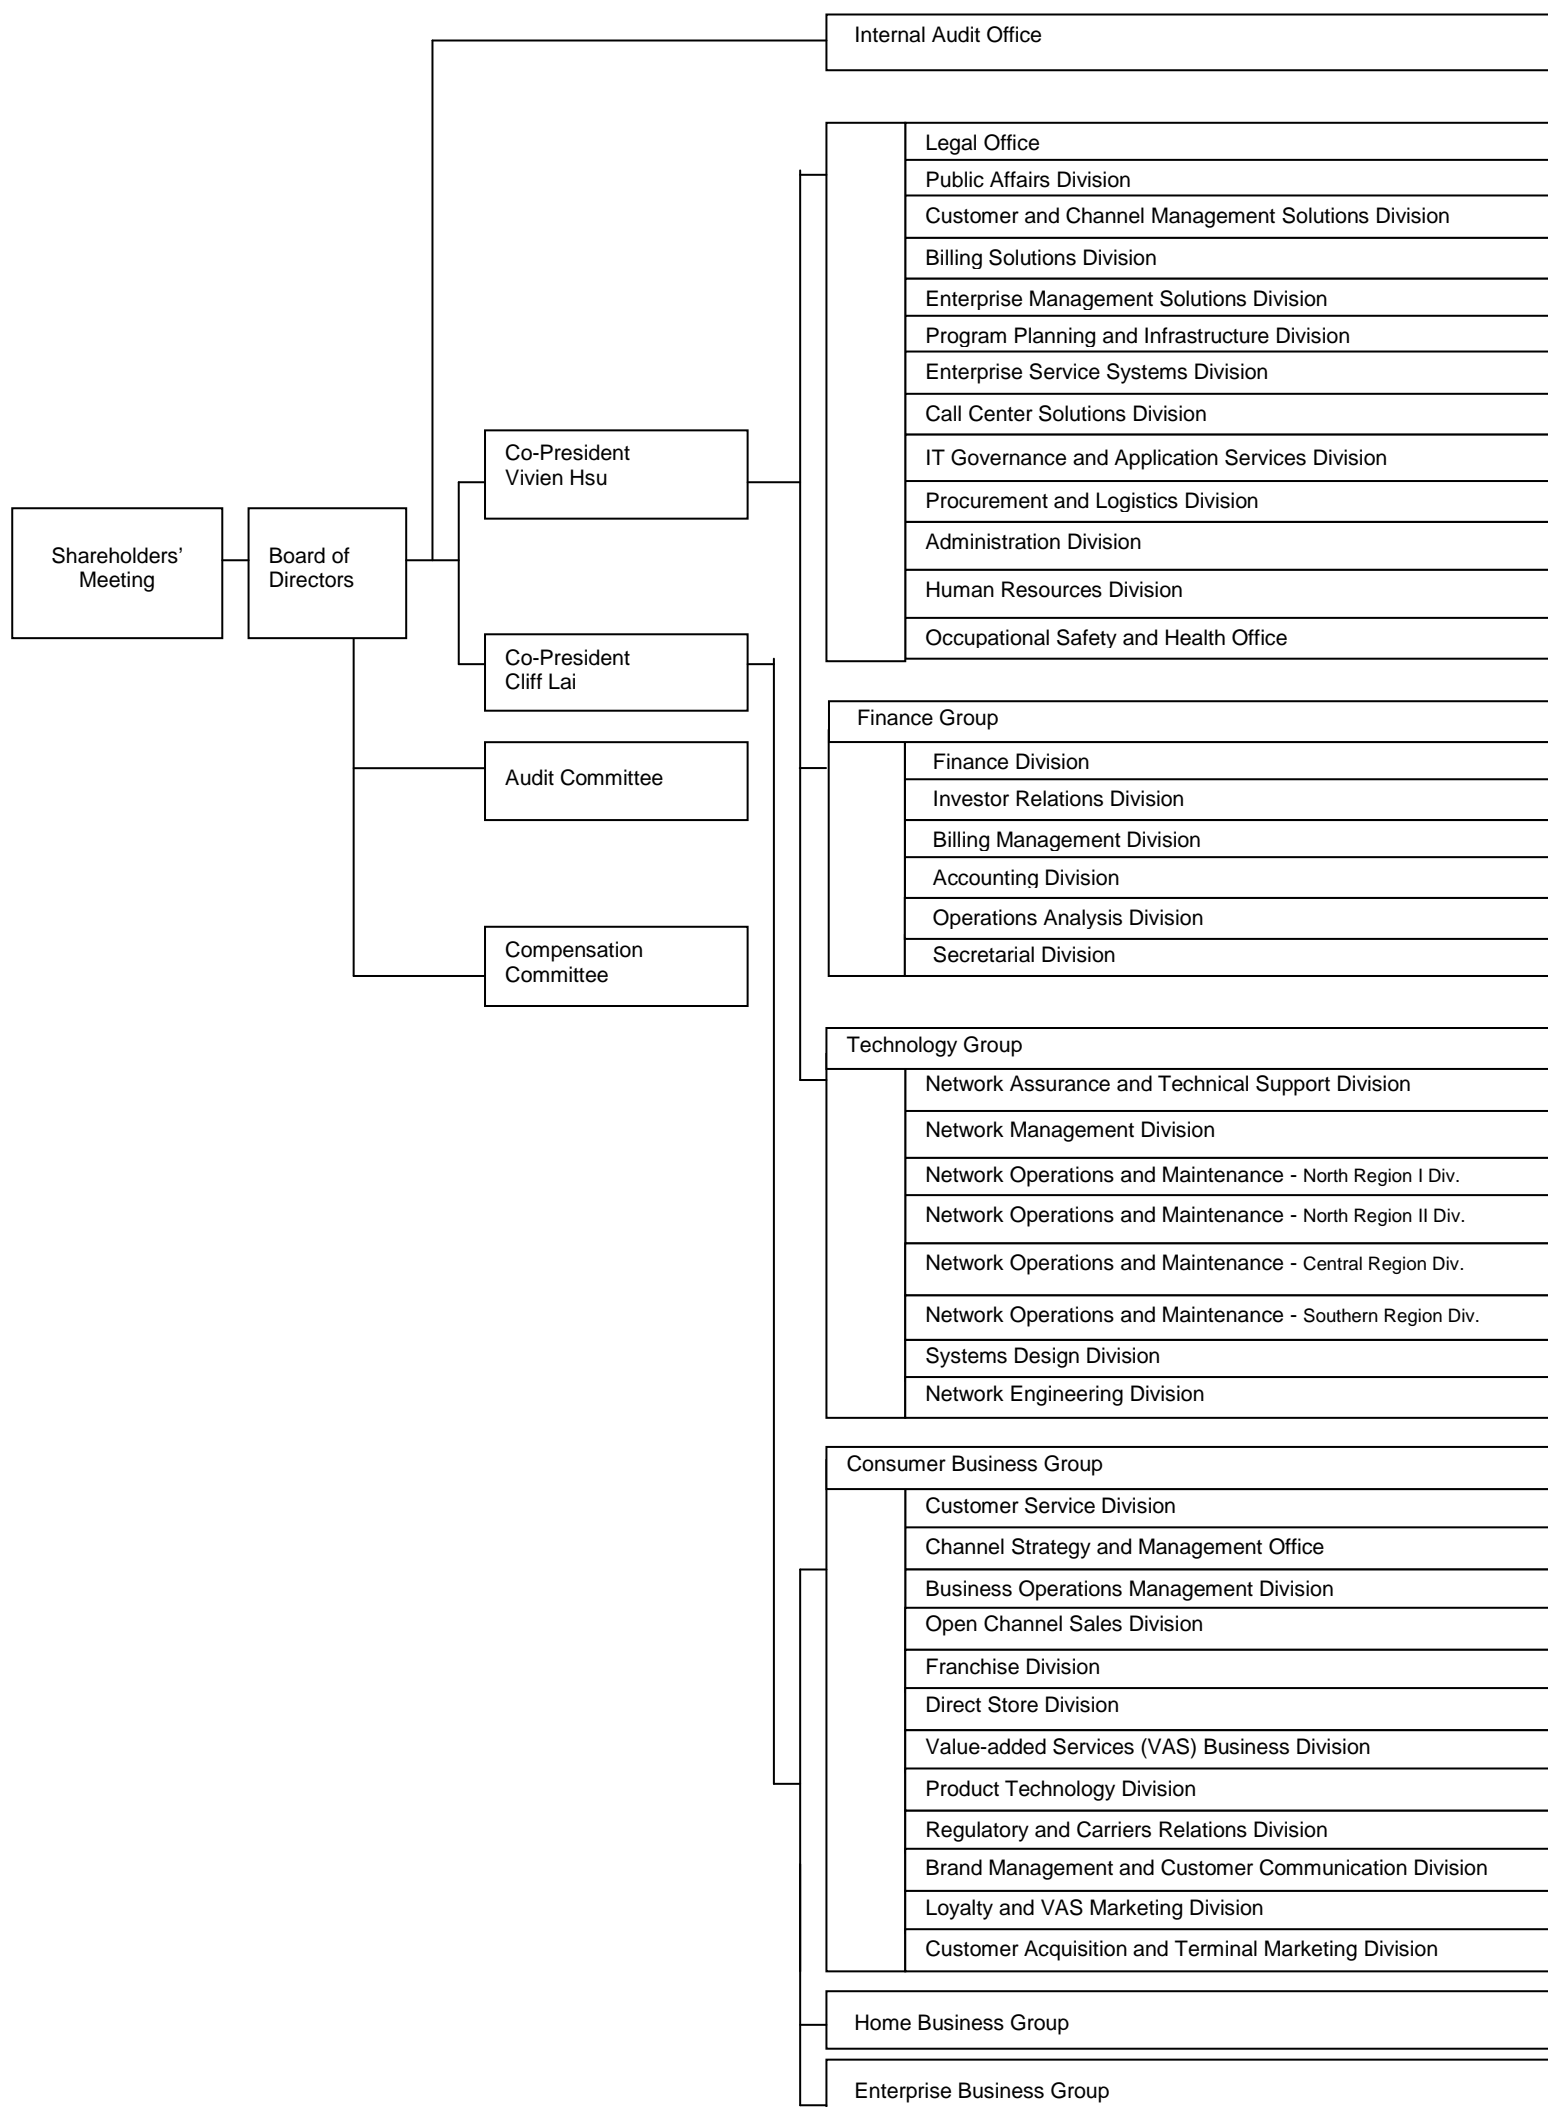 Internal Audit Office
Legal Office
Public Affairs Division
Customer and Channel Management Solutions Division
Billing Solutions Division
Enterprise Management Solutions Division
Program Planning and Infrastructure Division
Enterprise Service Systems Division
Call Center Solutions Division
IT Governance and Application Services Division
Procurement and Logistics Division
Administration Division
Human Resources Division
Occupational Safety and Health Office
Co-President
Vivien Hsu
Shareholders’
Meeting
Board of
Directors
Co-President
Cliff Lai
Audit Committee
Compensation
Committee
Finance Group
Finance Division
Investor Relations Division
Billing Management Division
Accounting Division
Operations Analysis Division
Secretarial Division
Technology Group
Network Assurance and Technical Support Division
Network Management Division
Network Operations and Maintenance - North Region I Div.
Network Operations and Maintenance - North Region II Div.
Network Operations and Maintenance - Central Region Div.
Network Operations and Maintenance - Southern Region Div.
Systems Design Division
Network Engineering Division
Consumer Business Group
Customer Service Division
Channel Strategy and Management Office
Business Operations Management Division
Open Channel Sales Division
Franchise Division
Direct Store Division
Value-added Services (VAS) Business Division
Product Technology Division
Regulatory and Carriers Relations Division
Brand Management and Customer Communication Division
Loyalty and VAS Marketing Division
Customer Acquisition and Terminal Marketing Division
Home Business Group
Enterprise Business Group